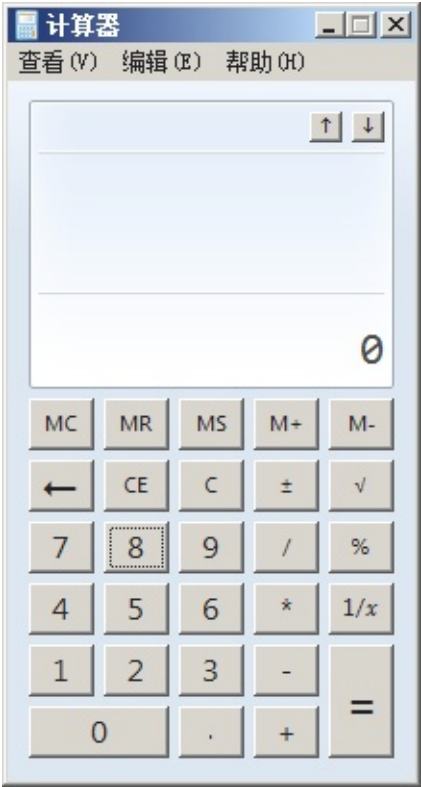 计算器
查看(V) 编辑(E) 帮助(H)
↑ ↓
0
MC MR MS M+ M-
← CE C ± √
7 8 9 / %
4 5 6 * 1/x
1 2 3 - =
0 . +